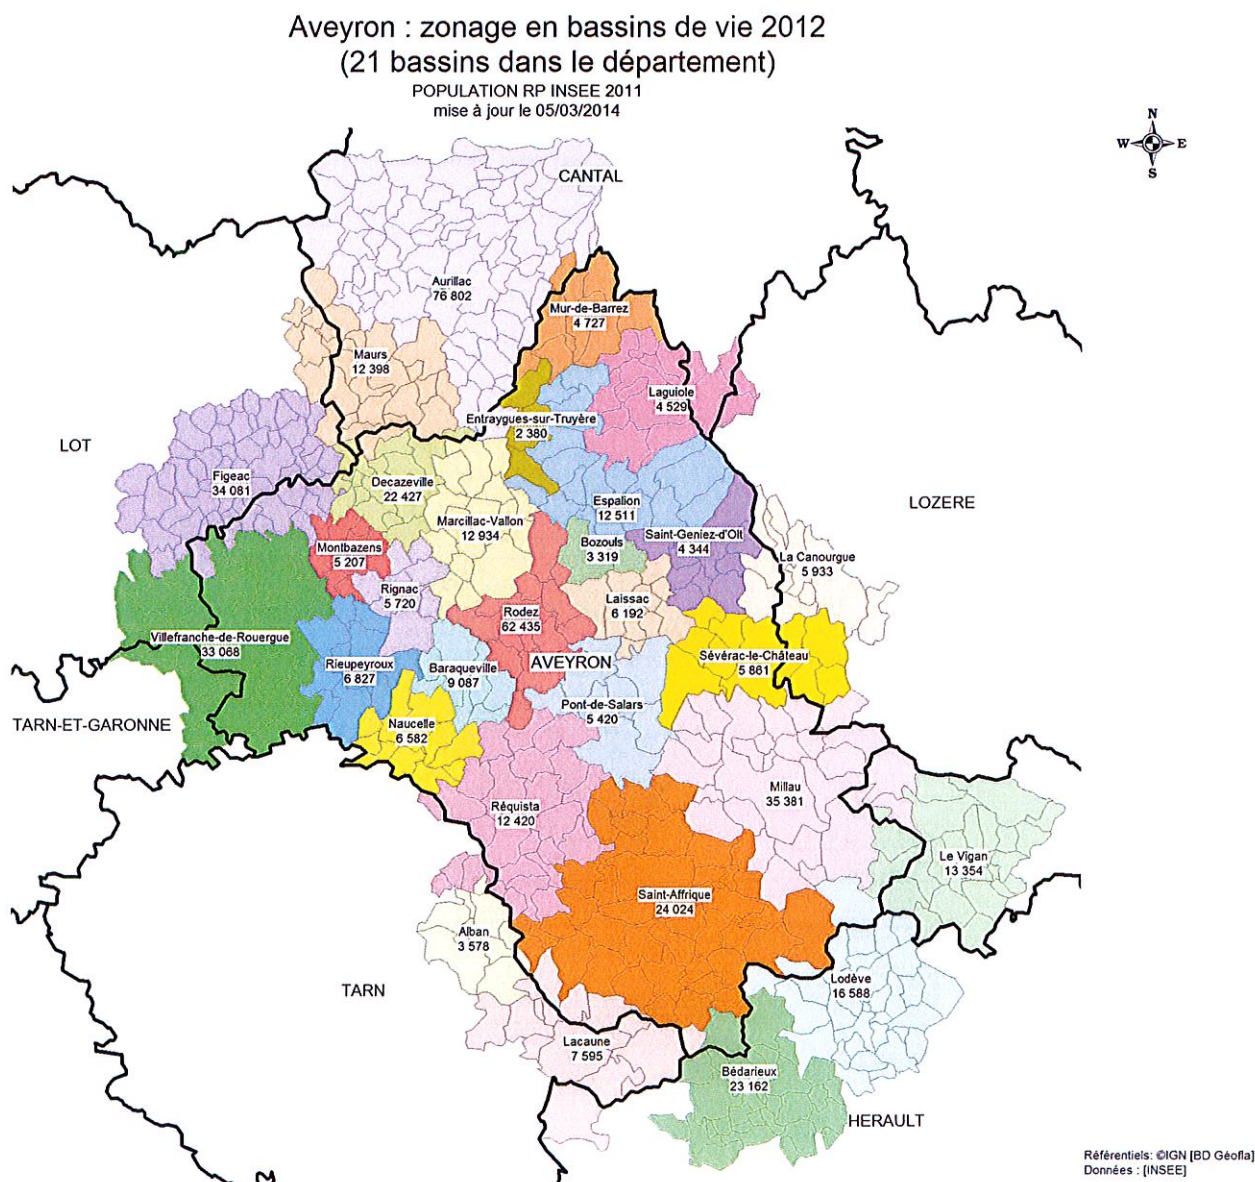 Aveyron : zonage en bassins de vie 2012
(21 bassins dans le département)
POPULATION RP INSEE 2011
mise à jour le 05/03/2014
N
W
E
S
CANTAL
Aurillac
76 802
Mur-de-Barrez
4 727
Maurs
12 398
Laguiole
4 529
Entraygues-sur-Truyère
2 380
LOT
Figeac
34 081
Decazeville
22 427
Espalion
12 511
LOZERE
Marcillac-Vallon
12 934
Saint-Geniez-d'Olt
4 344
Bozouls
3 319
Montbazens
5 207
La Canourgue
5 933
Rignac
5 720
Laissac
6 192
Rodez
62 435
Villefranche-de-Rouergue
33 068
Rieupeyroux
6 827
Baraqueville
9 087
AVEYRON
Sévérac-le-Château
5 861
Pont-de-Salars
5 420
TARN-ET-GARONNE
Naucelle
6 582
Millau
35 381
Réquista
12 420
Le Vigan
13 354
Saint-Affrique
24 024
Alban
3 578
TARN
Lodève
16 588
Lacaune
7 595
Bédarieux
23 162
HERAULT
Référentiels: ©IGN [BD Géofla]
Données : [INSEE]